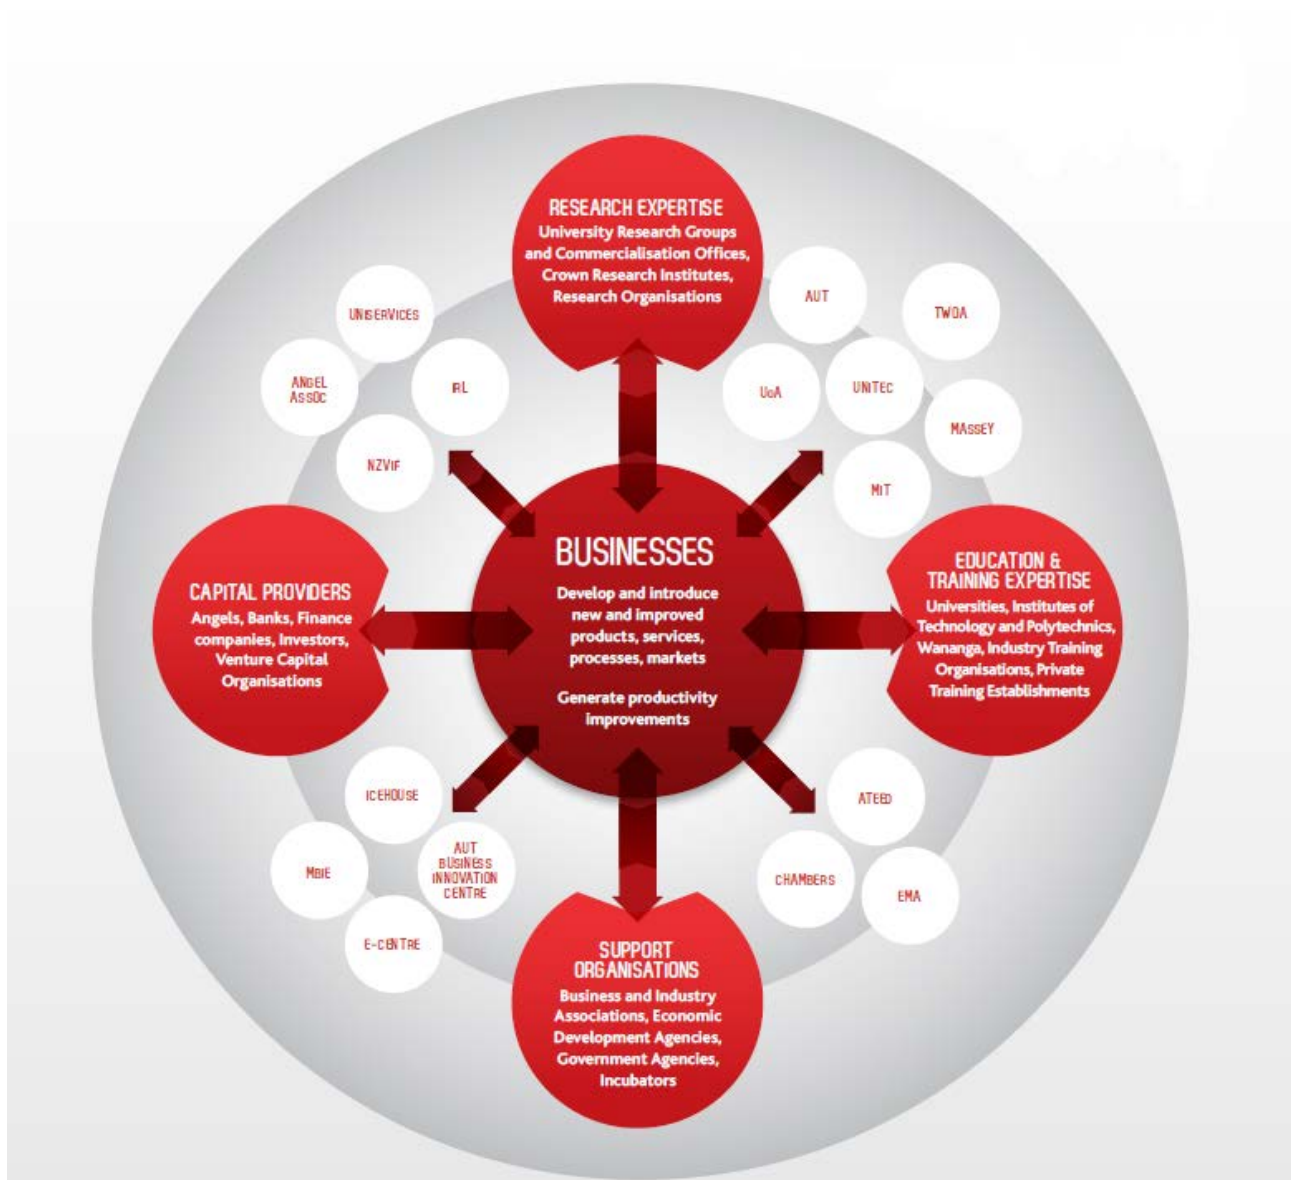 RESEARCH EXPERTISE
University Research Groups
and Commercialisation Offices,
Crown Research Institutes,
Research Organisations
UNISERVICES
ANGEL
ASSOC
IRL
NZVIF
AUT
TWOA
UoA
UNITEC
MASSEY
MIT
CAPITAL PROVIDERS
Angels, Banks, Finance
companies, Investors,
Venture Capital
Organisations
BUSINESSES
Develop and introduce
new and improved
products, services,
processes, markets
Generate productivity
improvements
EDUCATION &
TRAINING EXPERTISE
Universities, Institutes of
Technology and Polytechnics,
Wananga, Industry Training
Organisations, Private
Training Establishments
ICEHOUSE
MBIE
AUT
BUSINESS
INNOVATION
CENTRE
E-CENTRE
ATEED
CHAMBERS
EMA
SUPPORT
ORGANISATIONS
Business and Industry
Associations, Economic
Development Agencies,
Government Agencies,
Incubators